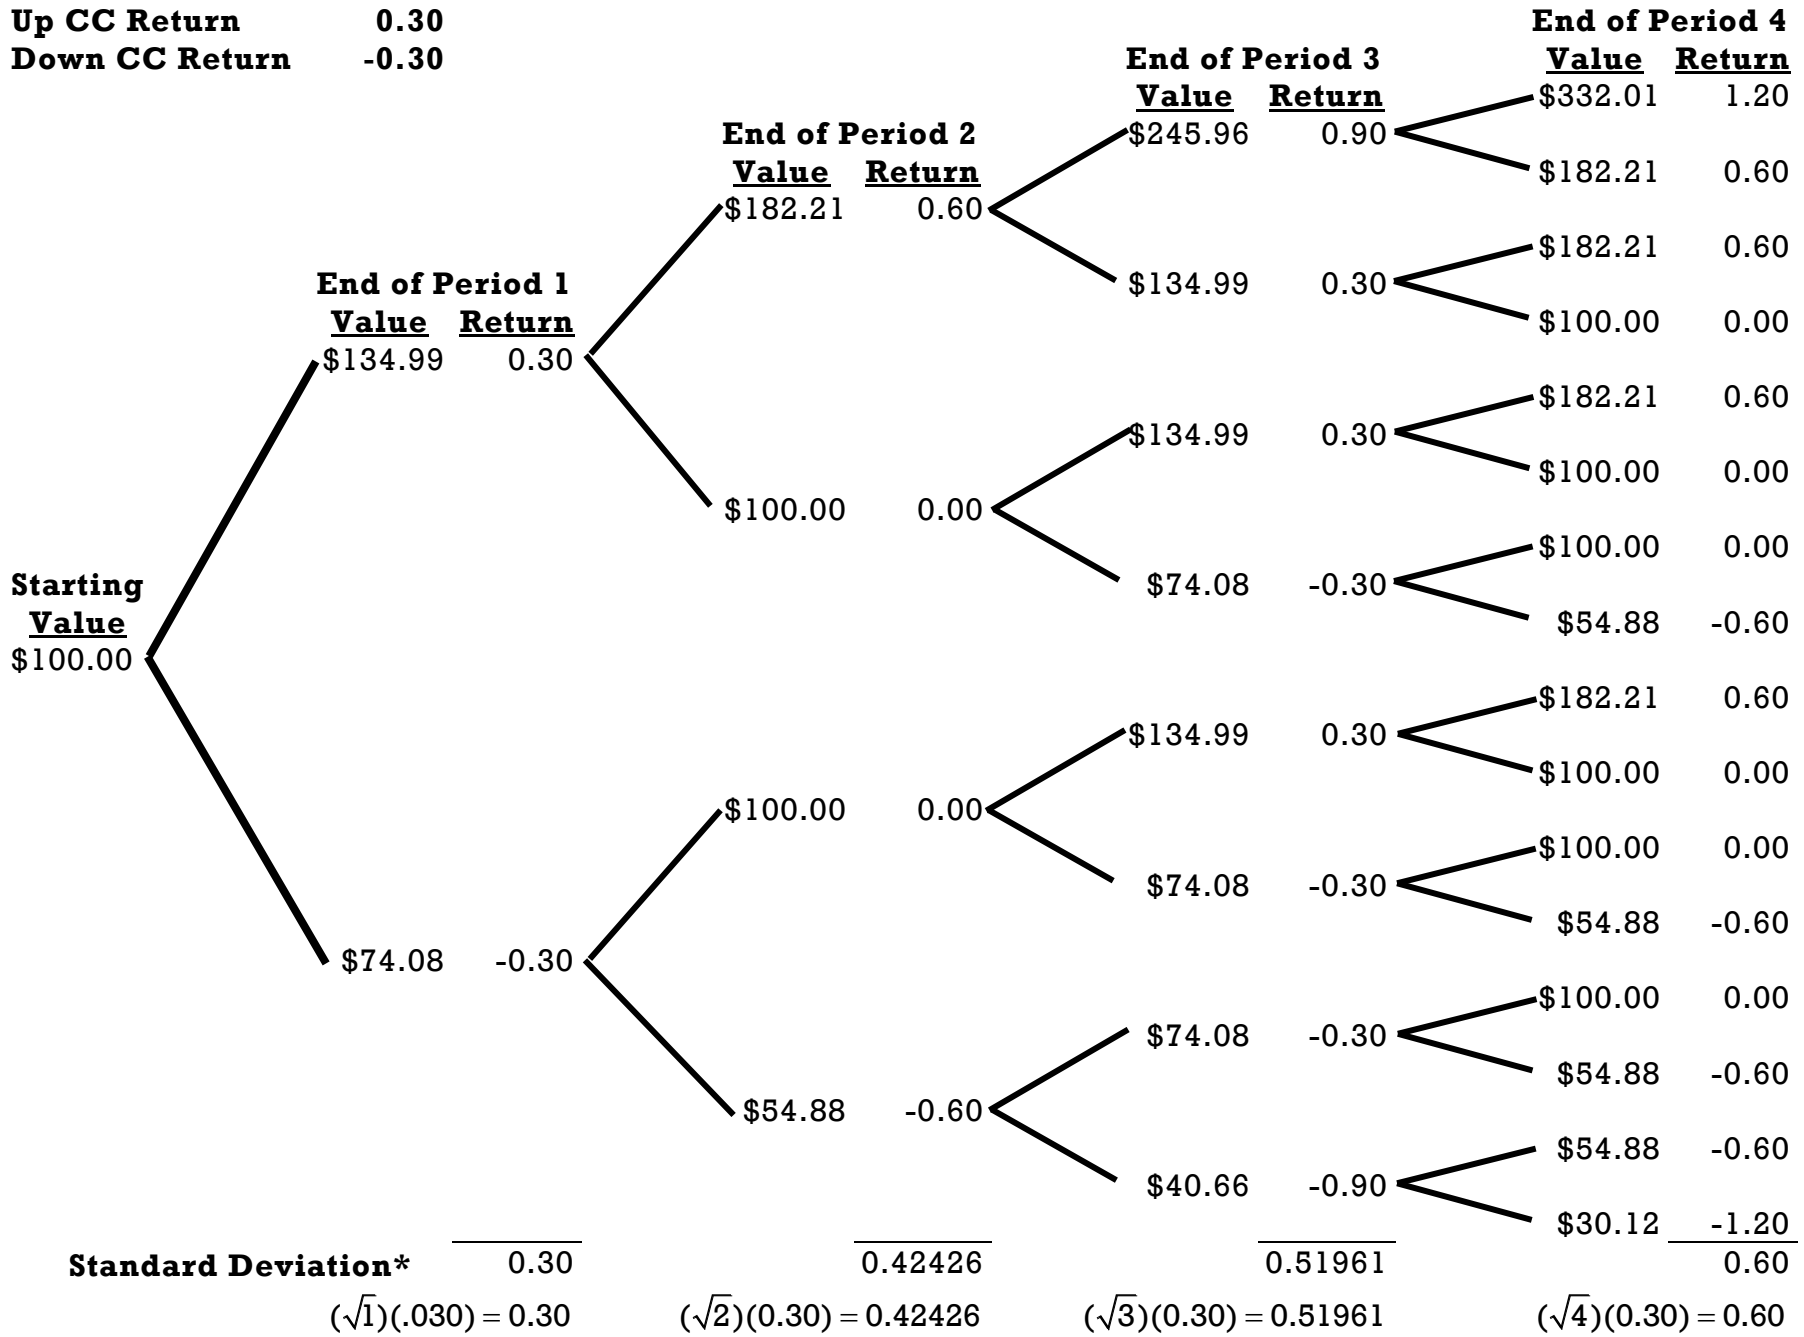 Up CC Return 0.30
Down CC Return -0.30
End of Period 4
End of Period 3
Value Return
Value Return
$332.01 1.20
End of Period 2
$245.96 0.90
Value Return
$182.21 0.60
$182.21 0.60
$182.21 0.60
End of Period 1
$134.99 0.30
Value Return
$100.00 0.00
$134.99 0.30
$182.21 0.60
$134.99 0.30
$100.00 0.00
$100.00 0.00
$100.00 0.00
Starting
$74.08 -0.30
Value
$54.88 -0.60
$100.00
$182.21 0.60
$134.99 0.30
$100.00 0.00
$100.00 0.00
$100.00 0.00
$74.08 -0.30
$54.88 -0.60
$74.08 -0.30
$100.00 0.00
$74.08 -0.30
$54.88 -0.60
$54.88 -0.60
$54.88 -0.60
$40.66 -0.90
$30.12 -1.20
Standard Deviation* 0.30 0.42426 0.51961 0.60
(√1)(.030) = 0.30 (√2)(0.30) = 0.42426 (√3)(0.30) = 0.51961 (√4)(0.30) = 0.60